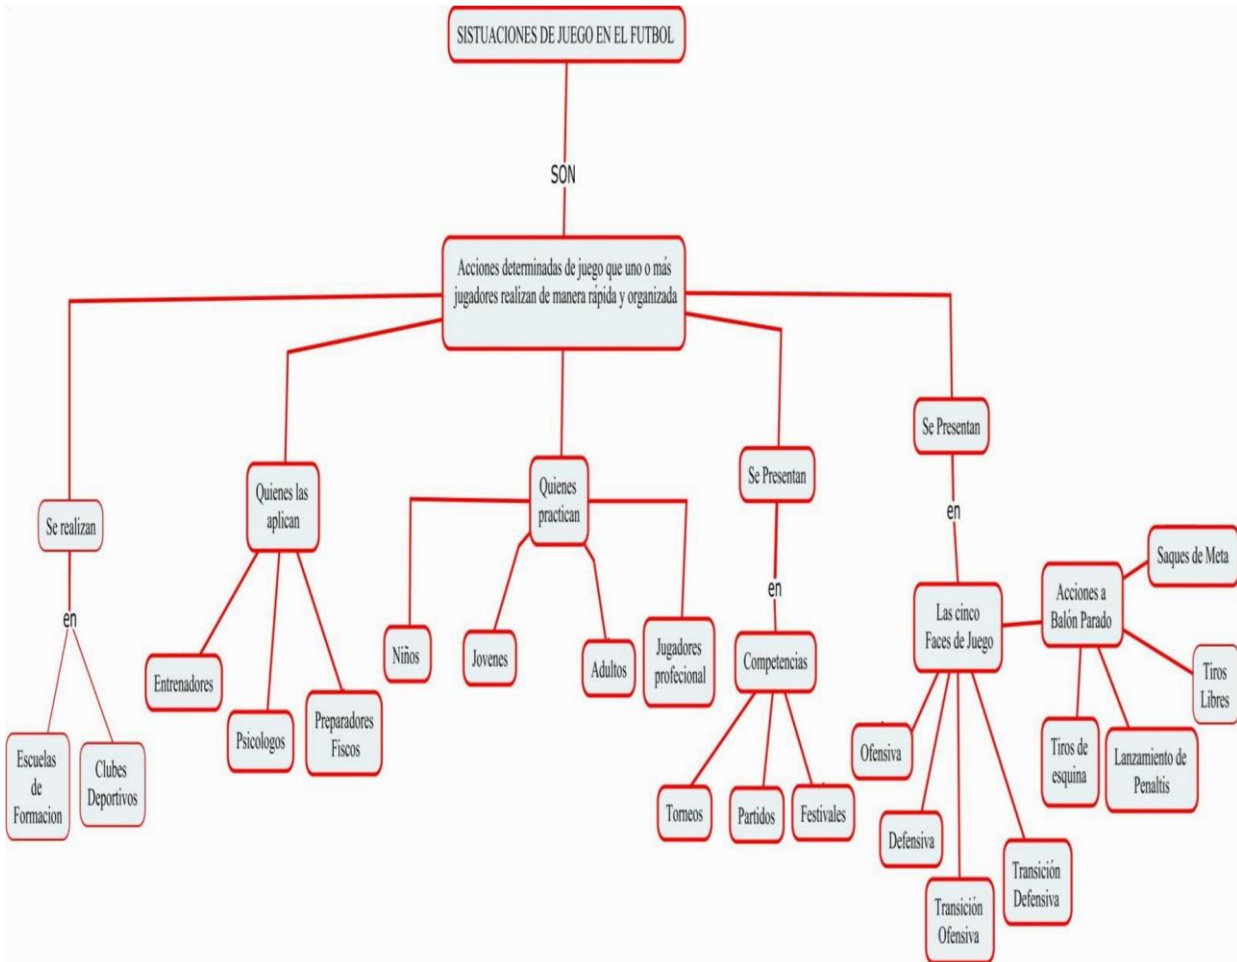 SISTUACIONES DE JUEGO EN EL FUTBOL
SON
Acciones determinadas de juego que uno o más
jugadores realizan de manera rápida y organizada
Se realizan
en
Escuelas
de
Formacion
Clubes
Deportivos
Quienes las
aplican
Entrenadores
Psicologos
Preparadores
Fiscos
Quienes
practican
Niños
Jovenes
Adultos
Jugadores
profecional
Se Presentan
en
Competencias
Torneos
Partidos
Festivales
Se Presentan
en
Las cinco
Faces de Juego
Ofensiva
Defensiva
Transición
Ofensiva
Transición
Defensiva
Acciones a
Balón Parado
Saques de Meta
Tiros
Libres
Tiros de
esquina
Lanzamiento de
Penaltis